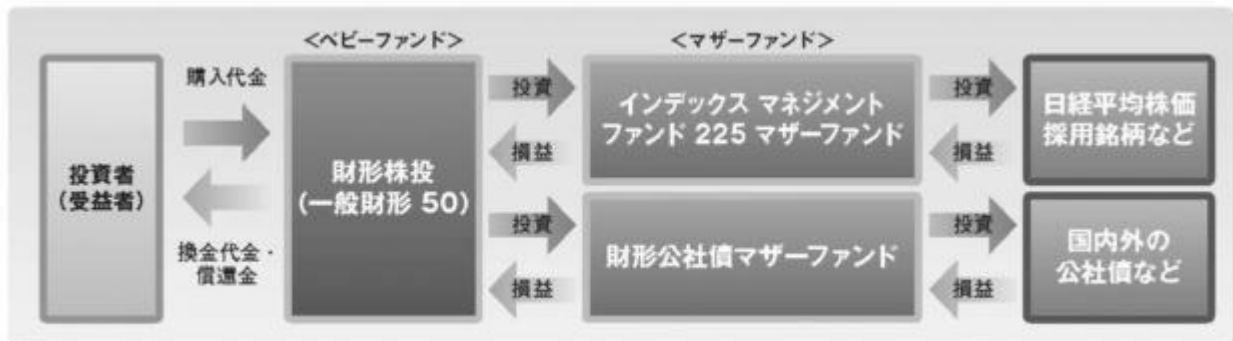 <ベビーファンド>
<マザーファンド>
投資者
(受益者)
購入代金
換金代金・
償還金
財形株投
(一般財形 50)
投資
損益
インデックス マネジメント
ファンド 225 マザーファンド
投資
損益
日経平均株価
採用銘柄など
投資
損益
財形公社債マザーファンド
投資
損益
国内外の
公社債など